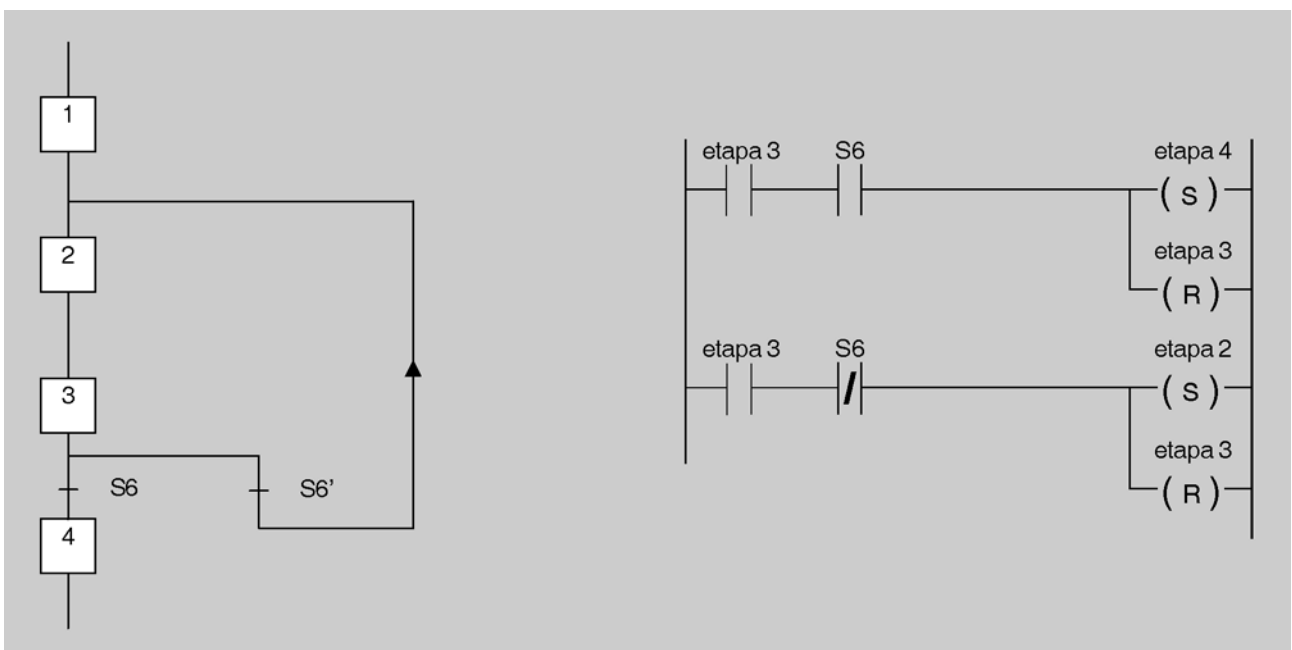 1
2
3
S6 S6'
4
etapa 3 S6 etapa 4
( S )
etapa 3
( R )
etapa 3 S6 etapa 2
( S )
etapa 3
( R )